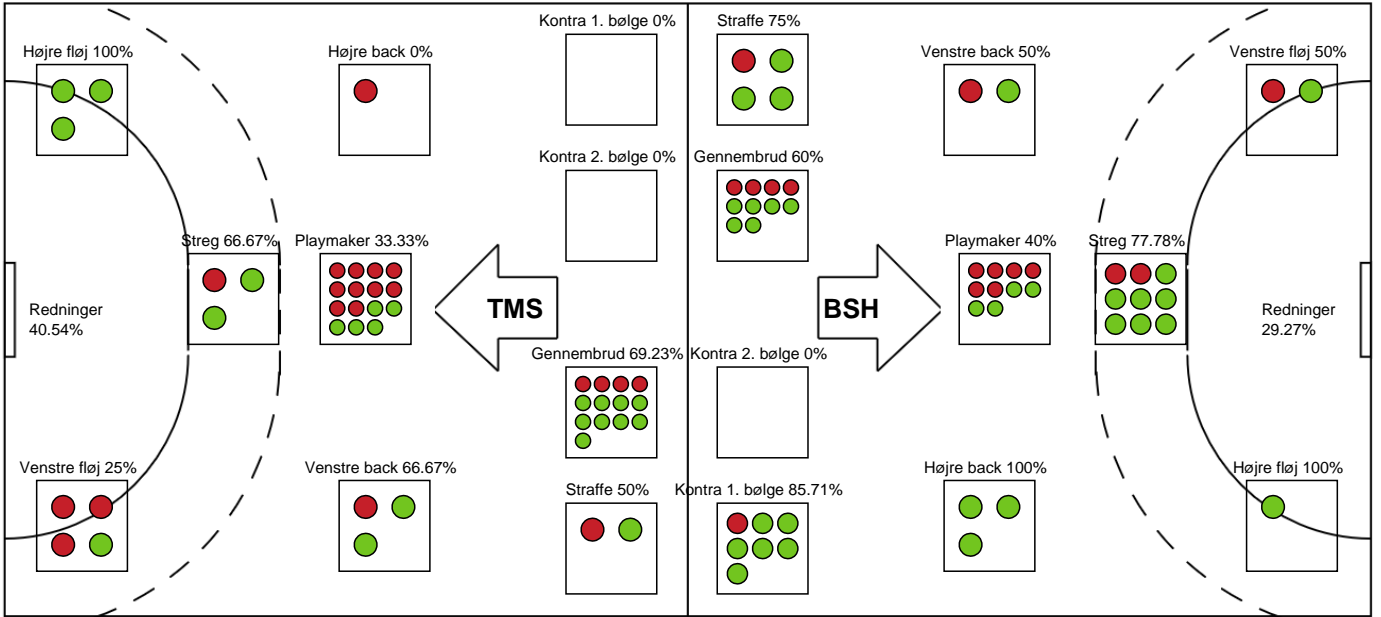 Kontra 1. bølge 0%
Straffe 75%
Højre fløj 100%
Højre back 0%
Venstre back 50%
Venstre fløj 50%
Kontra 2. bølge 0%
Gennembrud 60%
Streg 66.67%
Playmaker 33.33%
Playmaker 40%
Streg 77.78%
Redninger
40.54%
TMS
BSH
Redninger
29.27%
Gennembrud 69.23%
Kontra 2. bølge 0%
Venstre fløj 25%
Venstre back 66.67%
Straffe 50%
Kontra 1. bølge 85.71%
Højre back 100%
Højre fløj 100%